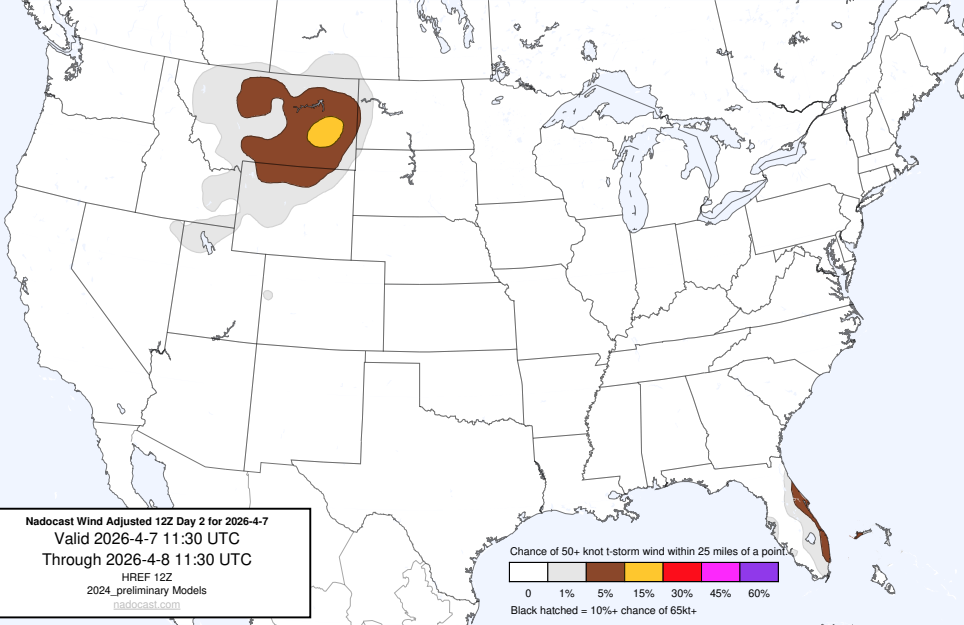 Nadocast Wind Adjusted 12Z Day 2 for 2026-4-7
Valid 2026-4-7 11:30 UTC
Through 2026-4-8 11:30 UTC
HREF 12Z
2024_preliminary Models
nadocast.com
Chance of 50+ knot t-storm wind within 25 miles of a point.
0 1% 5% 15% 30% 45% 60%
Black hatched = 10%+ chance of 65kt+